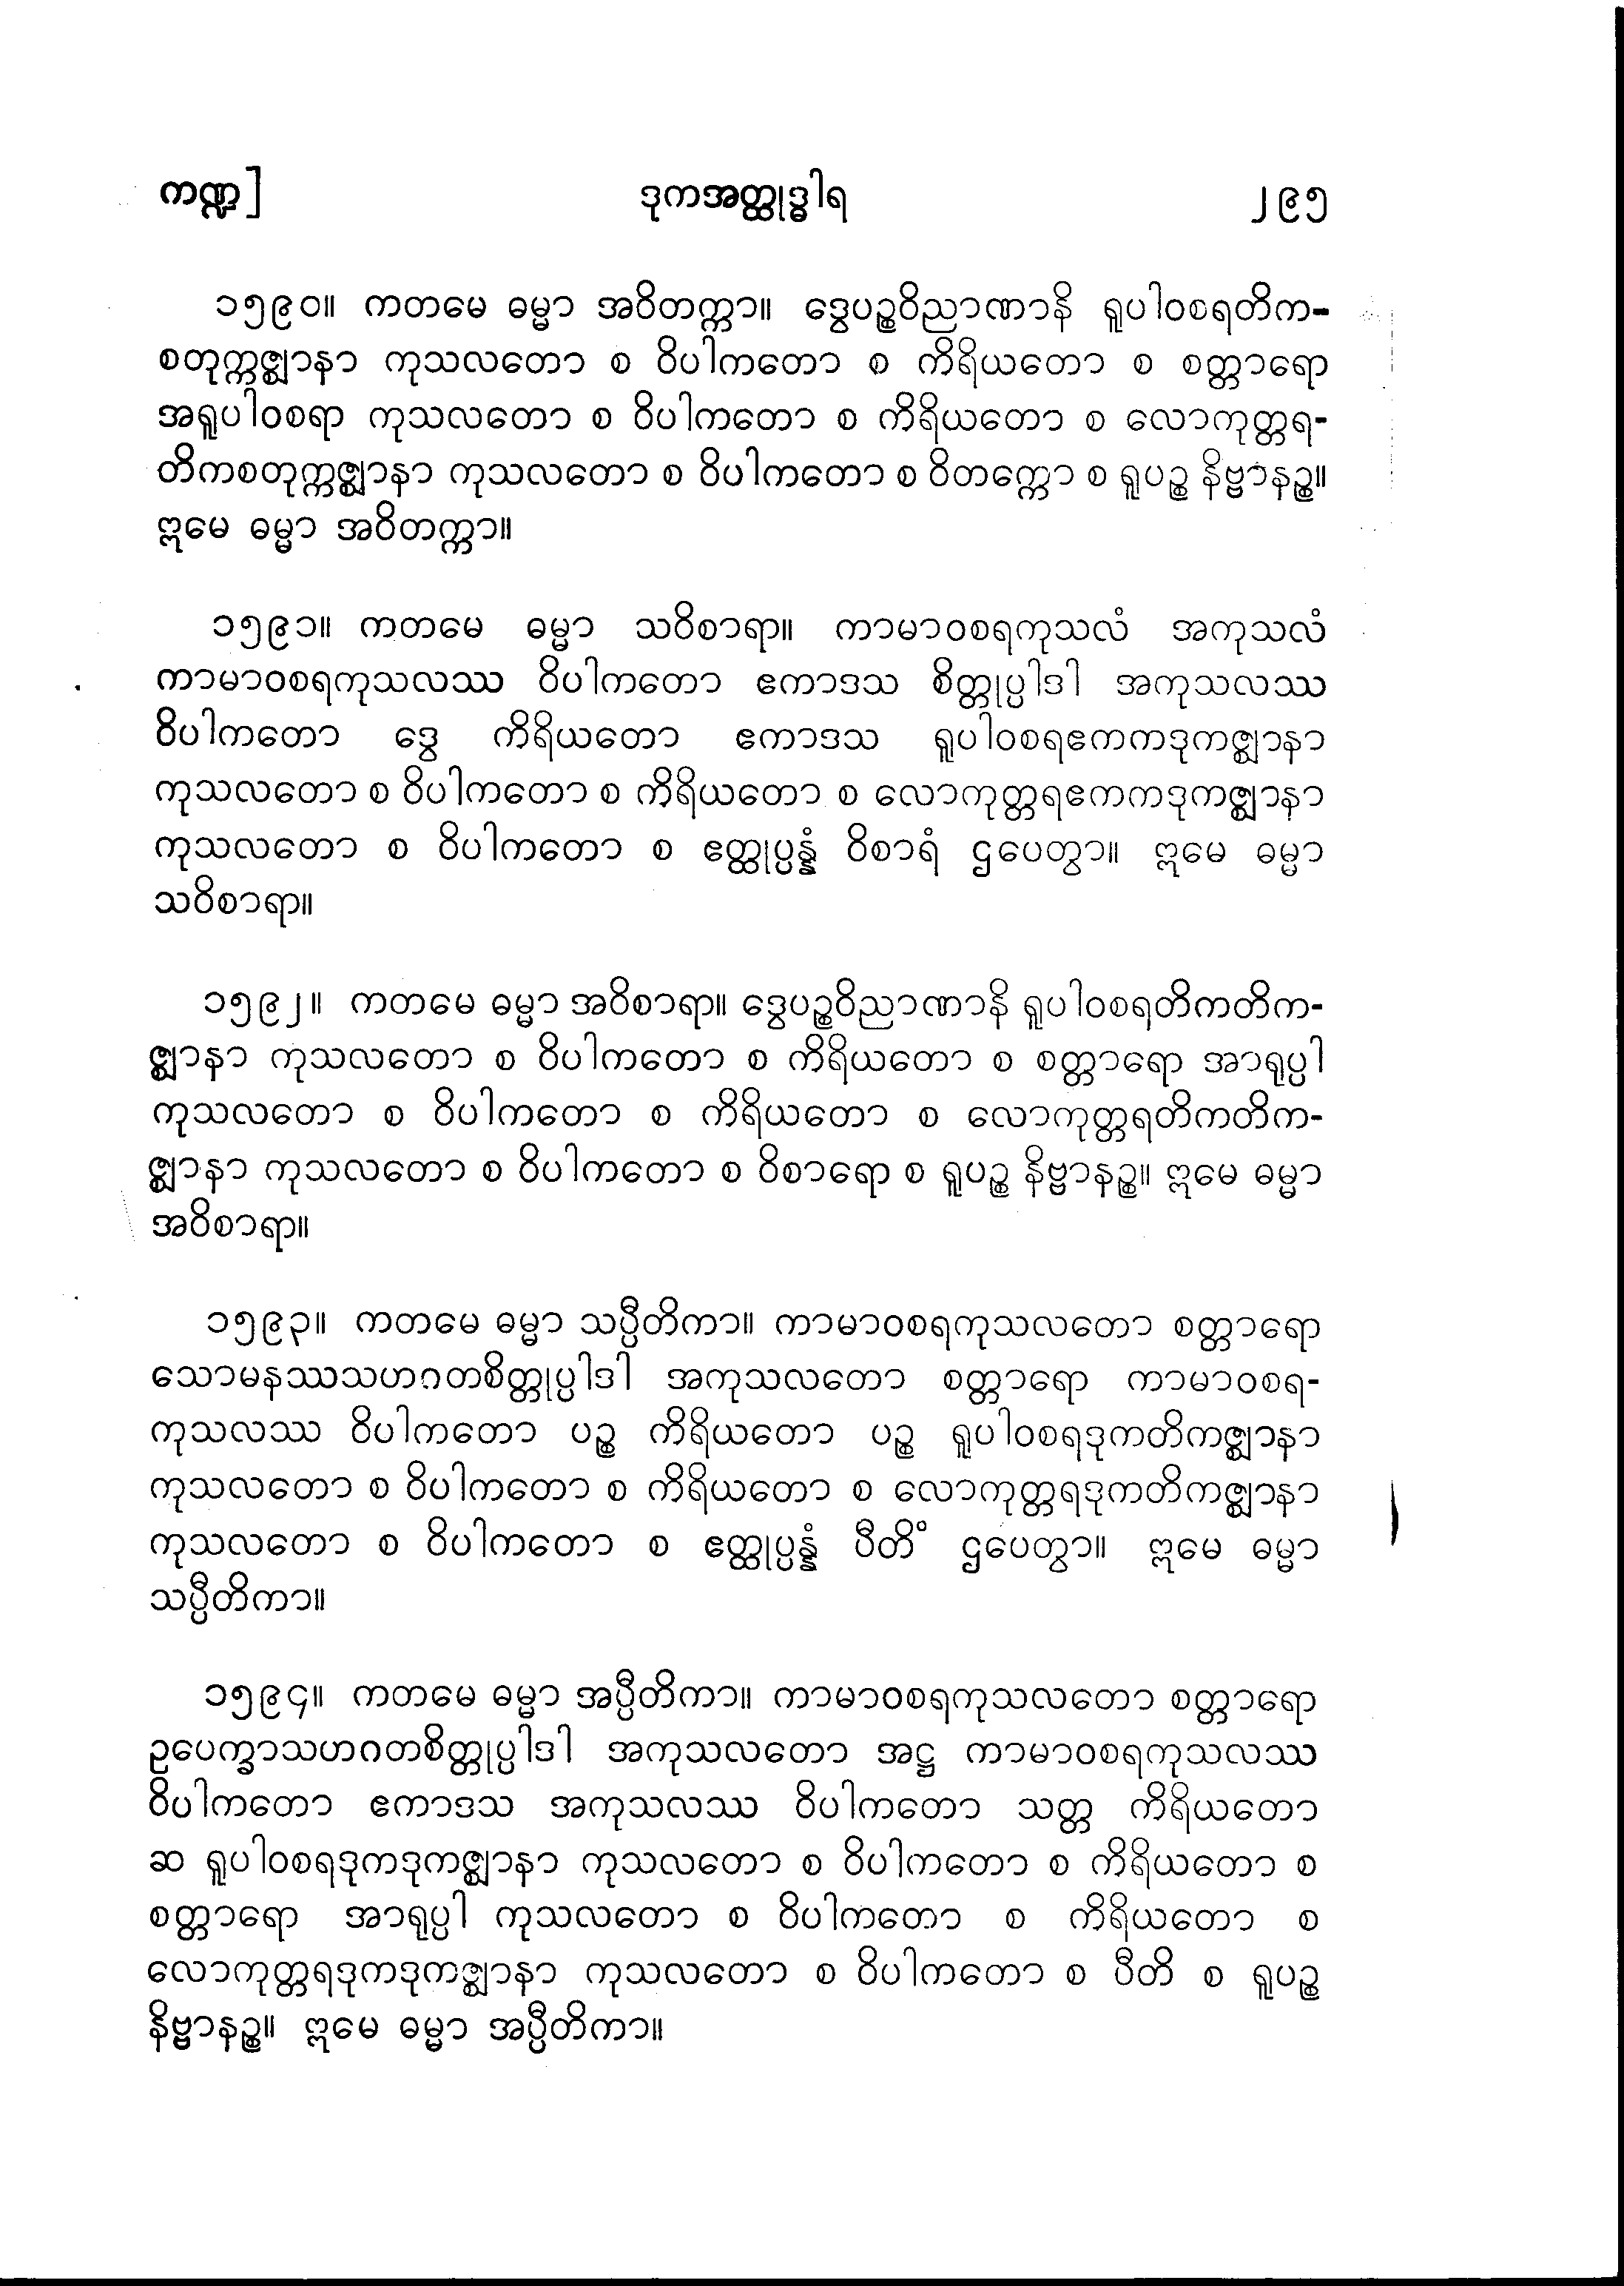 ကဏ္ဍ] ဒုကအတ္ထုဒ္ဓါရ ၂၉၅
၁၅၉၀။ ကတမေ ဓမ္မာ အဝိတက္ကာ။ ဒွေပဉ္စဝိညာဏာနိ ရူပါဝစရတိက-
စတုက္ကဇ္ဈာနာ ကုသလတော စ ဝိပါကတော စ ကိရိယတော စ စတ္တာရော
အရူပါဝစရာ ကုသလတော စ ဝိပါကတော စ ကိရိယတော စ လောကုတ္တရ-
တိကစတုက္ကဇ္ဈာနာ ကုသလတော စ ဝိပါကတော စ ဝိတက္ကော စ ရူပဉ္စ နိဗ္ဗာနဉ္စ။
ဣမေ ဓမ္မာ အဝိတက္ကာ။
၁၅၉၁။ ကတမေ ဓမ္မာ သဝိစာရာ။ ကာမာဝစရကုသလံ အကုသလံ
ကာမာဝစရကုသလဿ ဝိပါကတော ဧကာဒသ စိတ္တုပ္ပါဒါ အကုသလဿ
ဝိပါကတော ဒွေ ကိရိယတော ဧကာဒသ ရူပါဝစရဧကကဒုကဇ္ဈာနာ
ကုသလတော စ ဝိပါကတော စ ကိရိယတော စ လောကုတ္တရဧကကဒုကဇ္ဈာနာ
ကုသလတော စ ဝိပါကတော စ ဧတ္ထုပ္ပန္နံ ဝိစာရံ ဌပေတွာ။ ဣမေ ဓမ္မာ
သဝိစာရာ။
၁၅၉၂။ ကတမေ ဓမ္မာ အဝိစာရာ။ ဒွေပဉ္စဝိညာဏာနိ ရူပါဝစရတိကတိက-
ဇ္ဈာနာ ကုသလတော စ ဝိပါကတော စ ကိရိယတော စ စတ္တာရော အာရုပ္ပါ
ကုသလတော စ ဝိပါကတော စ ကိရိယတော စ လောကုတ္တရတိကတိက-
ဇ္ဈာနာ ကုသလတော စ ဝိပါကတော စ ဝိစာရော စ ရူပဉ္စ နိဗ္ဗာနဉ္စ။ ဣမေ ဓမ္မာ
အဝိစာရာ။
၁၅၉၃။ ကတမေ ဓမ္မာ သပ္ပီတိကာ။ ကာမာဝစရကုသလတော စတ္တာရော
သောမနဿသဟဂတစိတ္တုပ္ပါဒါ အကုသလတော စတ္တာရော ကာမာဝစရ-
ကုသလဿ ဝိပါကတော ပဉ္စ ကိရိယတော ပဉ္စ ရူပါဝစရဒုကတိကဇ္ဈာနာ
ကုသလတော စ ဝိပါကတော စ ကိရိယတော စ လောကုတ္တရဒုကတိကဇ္ဈာနာ
ကုသလတော စ ဝိပါကတော စ ဧတ္ထုပ္ပန္နံ ပီတိံ ဌပေတွာ။ ဣမေ ဓမ္မာ
သပ္ပီတိကာ။
၁၅၉၄။ ကတမေ ဓမ္မာ အပ္ပီတိကာ။ ကာမာဝစရကုသလတော စတ္တာရော
ဥပေက္ခာသဟဂတစိတ္တုပ္ပါဒါ အကုသလတော အဋ္ဌ ကာမာဝစရကုသလဿ
ဝိပါကတော ဧကာဒသ အကုသလဿ ဝိပါကတော သတ္တ ကိရိယတော
ဆ ရူပါဝစရဒုကဒုကဇ္ဈာနာ ကုသလတော စ ဝိပါကတော စ ကိရိယတော စ
စတ္တာရော အာရုပ္ပါ ကုသလတော စ ဝိပါကတော စ ကိရိယတော စ
လောကုတ္တရဒုကဒုကဇ္ဈာနာ ကုသလတော စ ဝိပါကတော စ ပီတိ စ ရူပဉ္စ
နိဗ္ဗာနဉ္စ။ ဣမေ ဓမ္မာ အပ္ပီတိကာ။